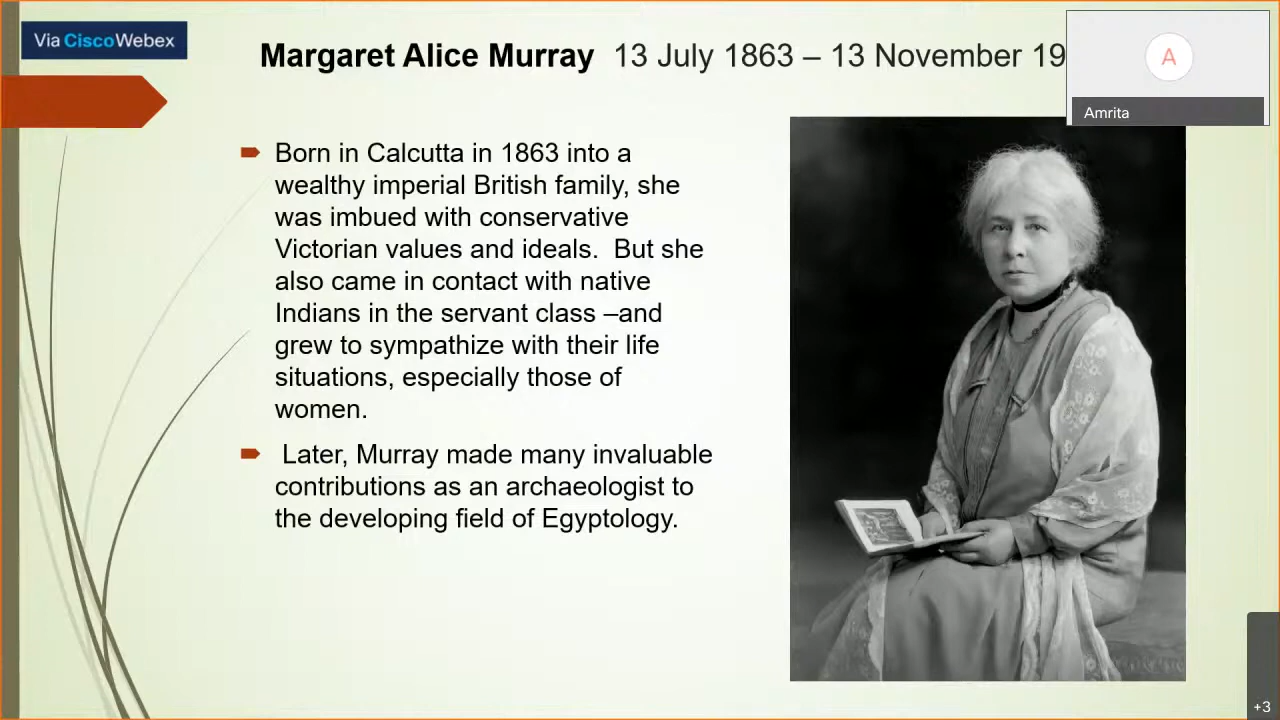 Via CiscoWebex
Margaret Alice Murray 13 July 1863 – 13 November 19
A
Amrita
Born in Calcutta in 1863 into a
wealthy imperial British family, she
was imbued with conservative
Victorian values and ideals. But she
also came in contact with native
Indians in the servant class –and
grew to sympathize with their life
situations, especially those of
women.
Later, Murray made many invaluable
contributions as an archaeologist to
the developing field of Egyptology.
+3